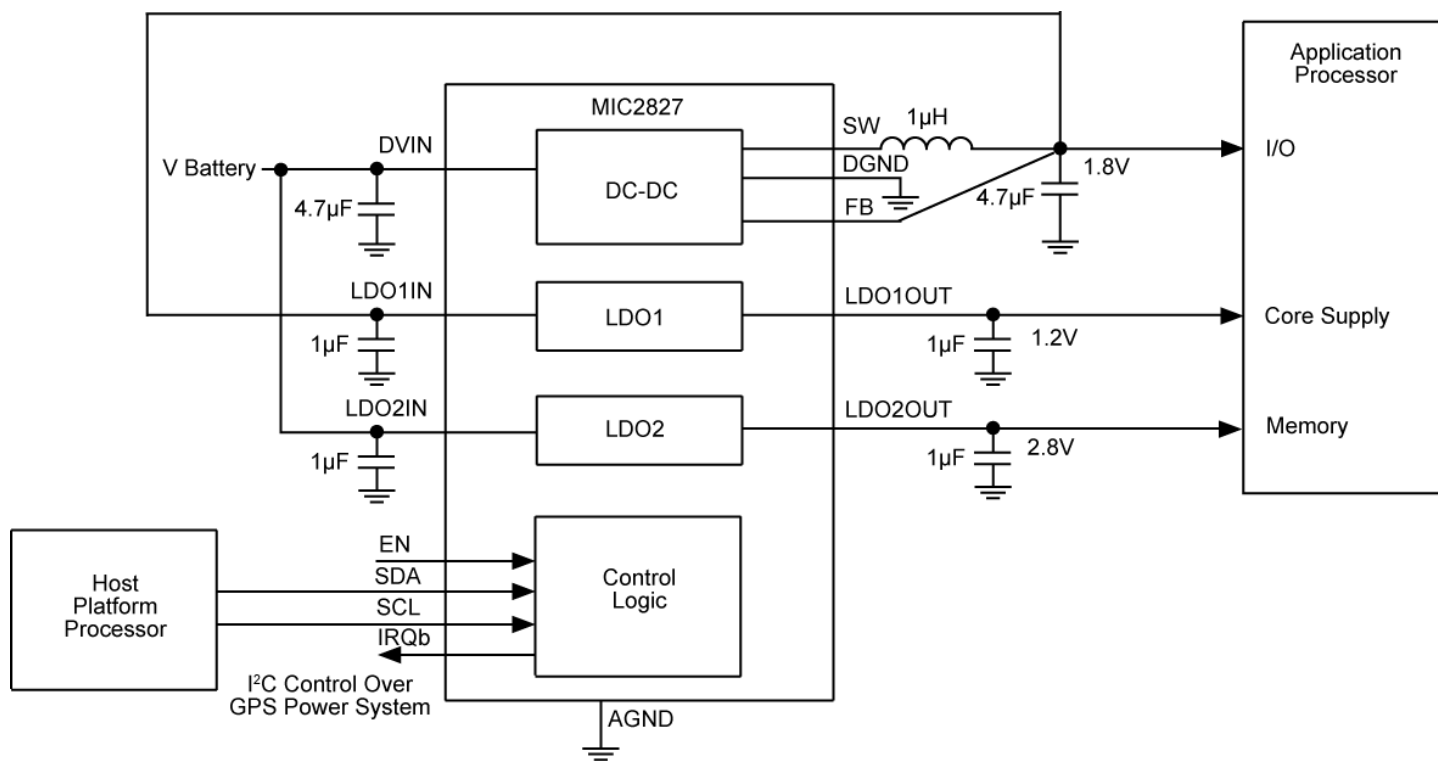 Application
Processor
MIC2827
SW
1µH
DVIN
I/O
V Battery
DGND
1.8V
DC-DC
4.7µF
FB
4.7µF
LDO1IN
LDO1OUT
LDO1
Core Supply
1µF
1µF
1.2V
LDO2IN
LDO2OUT
LDO2
Memory
1µF
1µF
2.8V
EN
SDA
SCL
IRQb
Host
Platform
Processor
Control
Logic
I²C Control Over
GPS Power System
AGND